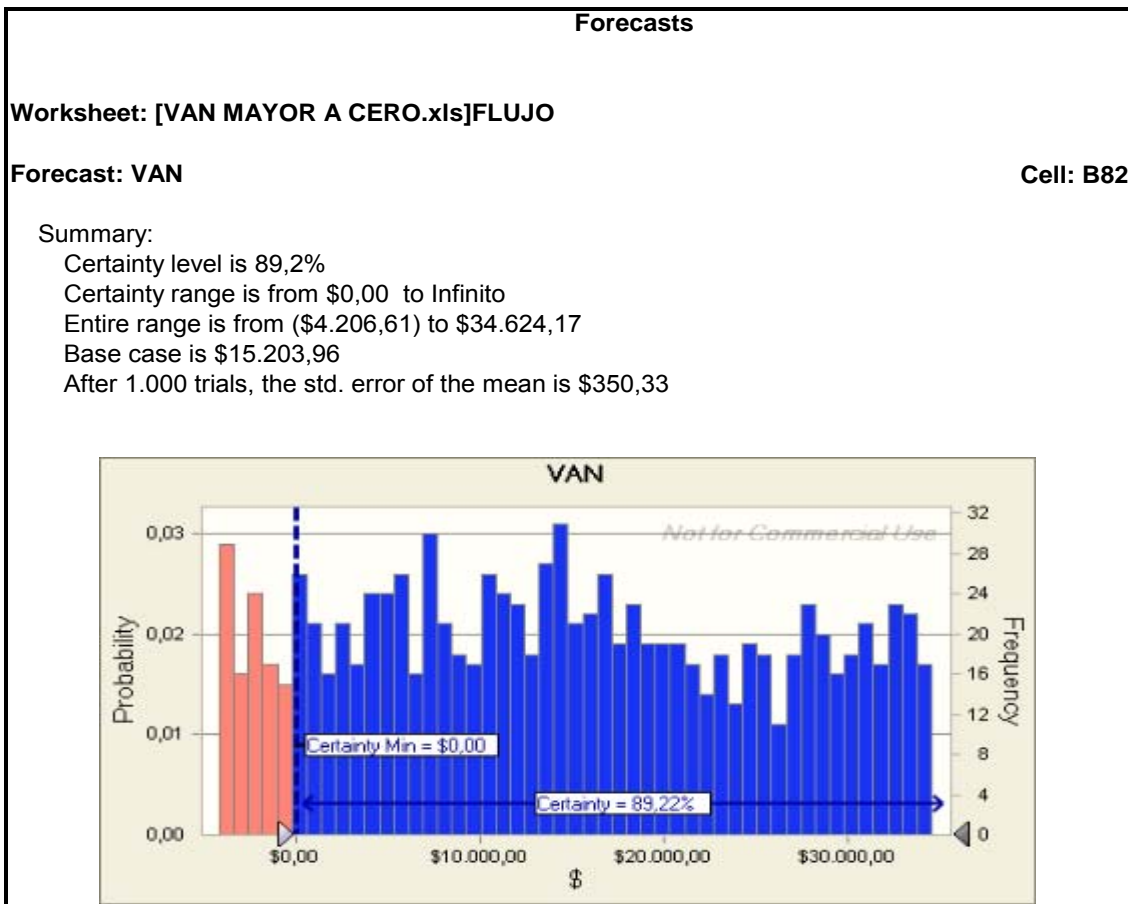 Forecasts
Worksheet: [VAN MAYOR A CERO.xls]FLUJO
Forecast: VAN Cell: B82
Summary:
Certainty level is 89,2%
Certainty range is from $0,00 to Infinito
Entire range is from ($4.206,61) to $34.624,17
Base case is $15.203,96
After 1.000 trials, the std. error of the mean is $350,33
VAN
Not for Commercial Use
0,03
0,02
0,01
0,00
Probability
32
28
24
20
16
12
8
4
0
Frequency
Certainty Min = $0,00
Certainty = 89,22%
$0,00 $10.000,00 $20.000,00 $30.000,00
$